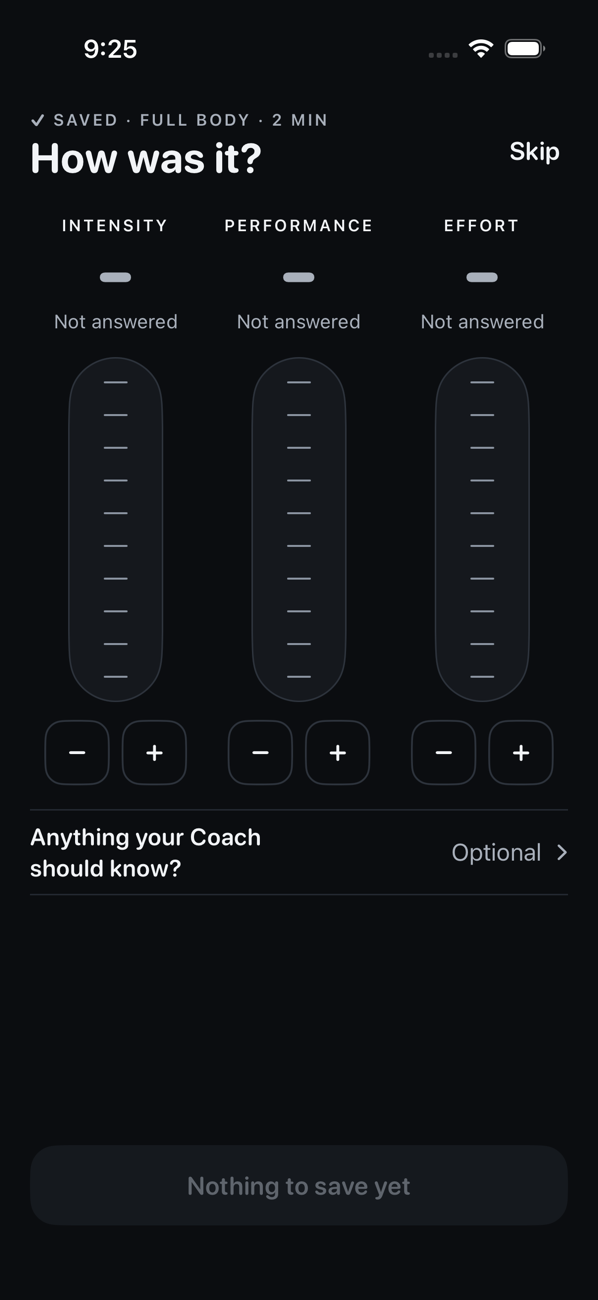 9:25
✓ SAVED · FULL BODY · 2 MIN
How was it?
Skip
INTENSITY
PERFORMANCE
EFFORT
Not answered
Not answered
Not answered
− +
− +
− +
Anything your Coach
should know?
Optional
Nothing to save yet